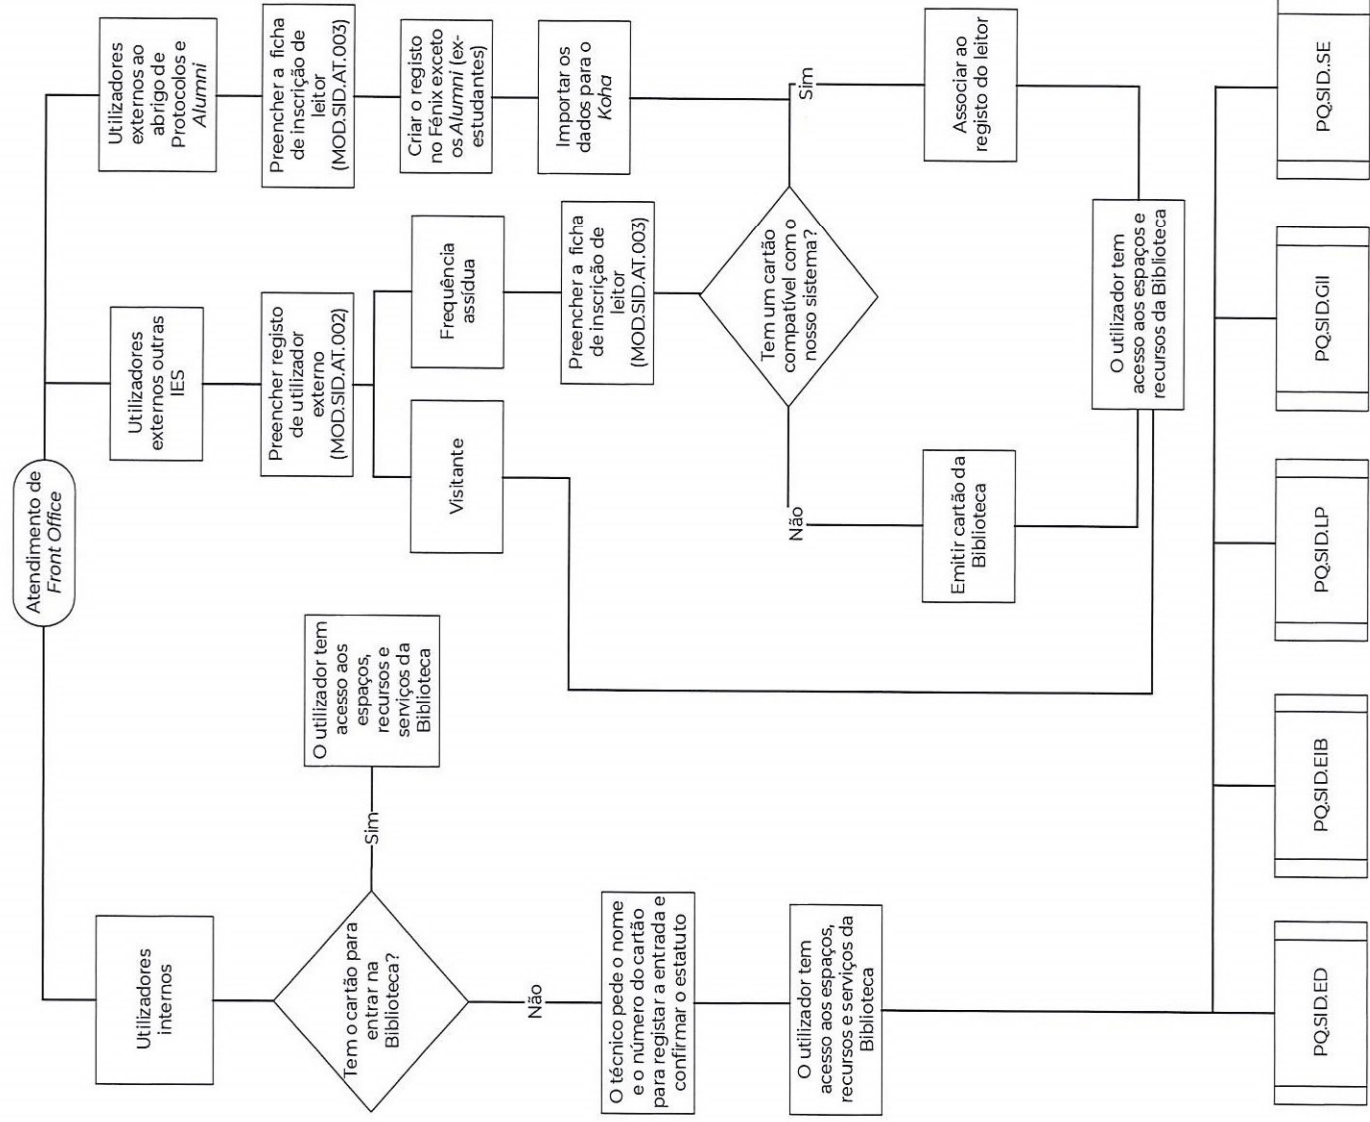 Atendimento de
Front Office
Utilizadores
internos
Tem o cartão para
entrar na
Biblioteca?
Sim
O utilizador tem
acesso aos
espaços,
recursos e
serviços da
Biblioteca
Não
O técnico pede o nome
e o número do cartão
para registar a entrada e
confirmar o estatuto
O utilizador tem
acesso aos espaços,
recursos e serviços da
Biblioteca
Utilizadores
externos outras
IES
Preencher registo
de utilizador
externo
(MOD.SID.AT.002)
Visitante
Frequência
assídua
Preencher a ficha
de inscrição de
leitor
(MOD.SID.AT.003)
Utilizadores
externos ao
abrigo de
Protocolos e
Alumni
Preencher a ficha
de inscrição de
leitor
(MOD.SID.AT.003)
Criar o registo
no Fénix exceto
os Alumni (ex-
estudantes)
Importar os
dados para o
Koha
Tem um cartão
compatível com o
nosso sistema?
Não
Sim
Emitir cartão da
Biblioteca
Associar ao
registo do leitor
O utilizador tem
acesso aos espaços e
recursos da Biblioteca
PQ.SID.ED
PQ.SID.EIB
PQ.SID.LP
PQ.SID.GII
PQ.SID.SE